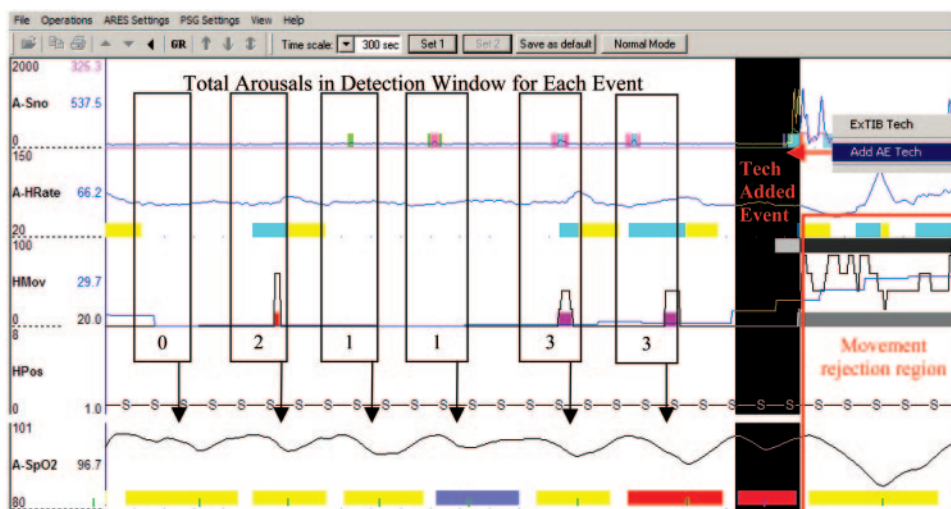 File Operations ARES Settings PSG Settings View Help
GR Time scale: 300 sec Set 1 Set 2 Save as default Normal Mode
2000 326.3
Total Arousals in Detection Window for Each Event
A-Sno 537.5
0
ExTIB Tech
Add AE Tech
150
A-HRate 66.2
Tech
Added
Event
20
100
HMov 29.7
0 20.0
8
0 2 1 1 3 3
Movement
rejection region
HPos
0 1.0 S S S S S S S S S S S S S S S S S S S S S S S S S S S S S
101
A-SpO2 96.7
80